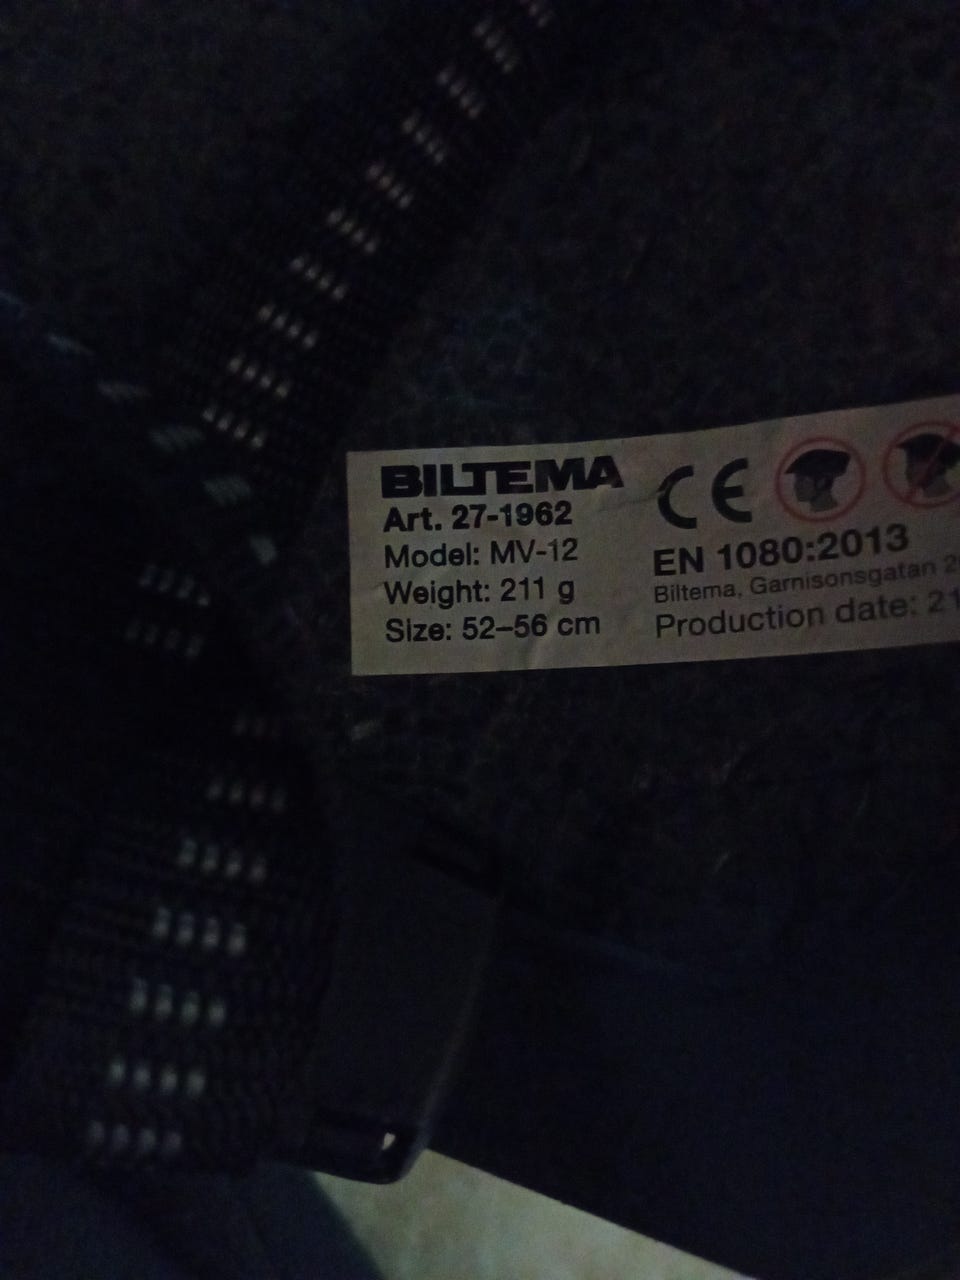 BILTEMA
Art. 27-1962
Model: MV-12
Weight: 211 g
Size: 52–56 cm
CE
EN 1080:2013
Biltema, Garnisonsgatan
Production date: 21